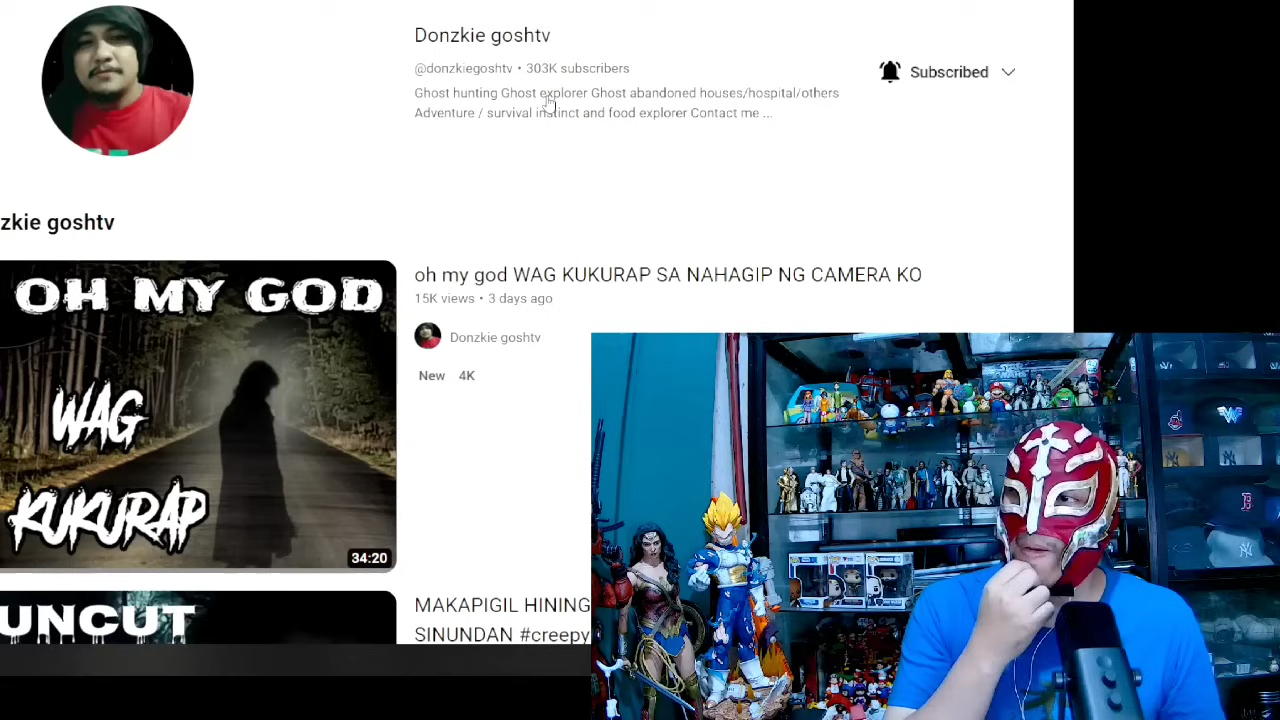 Donzkie goshtv
@donzkiegoshtv • 303K subscribers
Subscribed
Ghost hunting Ghost explorer Ghost abandoned houses/hospital/others
Adventure / survival instinct and food explorer Contact me ...
zkie goshtv
OH MY GOD
WAG
KUKURAP
34:20
oh my god WAG KUKURAP SA NAHAGIP NG CAMERA KO
15K views • 3 days ago
Donzkie goshtv
New 4K
UNCUT
MAKAPIGIL HINING
SINUNDAN #creepy